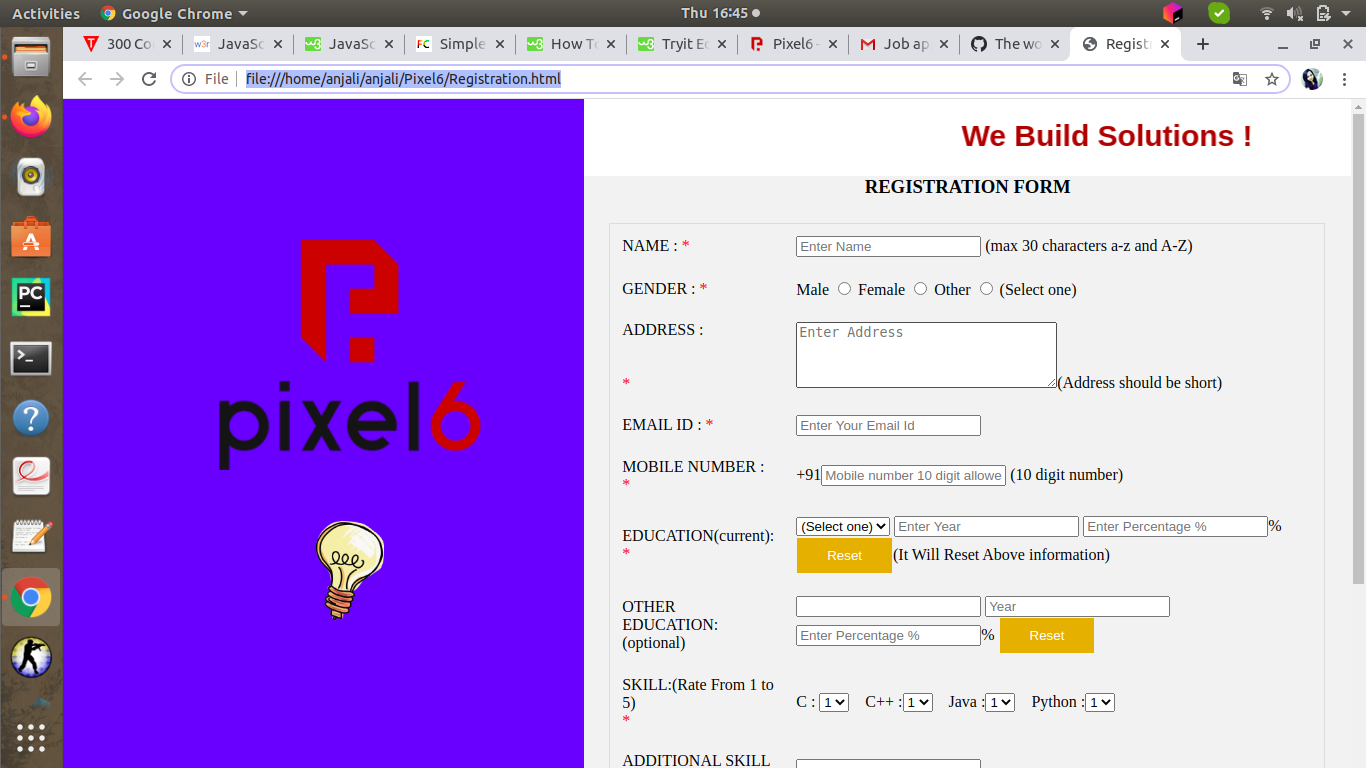 Activities Google Chrome Thu 16:45
300 Co JavaSc JavaSc Simple How To Tryit Ed Pixel6 - Job ap The wo Registr
File file:///home/anjali/anjali/Pixel6/Registration.html
We Build Solutions !
REGISTRATION FORM
NAME : * Enter Name (max 30 characters a-z and A-Z)
GENDER : * Male Female Other (Select one)
ADDRESS : Enter Address
* (Address should be short)
EMAIL ID : * Enter Your Email Id
MOBILE NUMBER :
* +91 Mobile number 10 digit allowe (10 digit number)
EDUCATION(current):
* (Select one) Enter Year Enter Percentage % %
Reset (It Will Reset Above information)
OTHER Year
EDUCATION:
(optional) Enter Percentage % % Reset
SKILL:(Rate From 1 to
5)
* C : 1 C++ : 1 Java : 1 Python : 1
ADDITIONAL SKILL
pixel6
PC